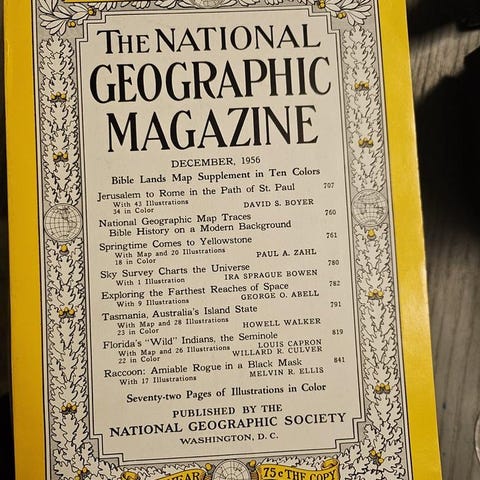 THE NATIONAL
GEOGRAPHIC
MAGAZINE
DECEMBER, 1956
Bible Lands Map Supplement in Ten Colors
Jerusalem to Rome in the Path of St. Paul 707
With 43 Illustrations
34 in Color DAVID S. BOYER
National Geographic Map Traces 760
Bible History on a Modern Background
Springtime Comes to Yellowstone 761
With Map and 20 Illustrations
18 in Color PAUL A. ZAHL
Sky Survey Charts the Universe 780
With 1 Illustration IRA SPRAGUE BOWEN
Exploring the Farthest Reaches of Space 782
With 9 Illustrations GEORGE O. ABELL
Tasmania, Australia's Island State 791
With Map and 28 Illustrations
23 in Color HOWELL WALKER
Florida's "Wild" Indians, the Seminole 819
With Map and 26 Illustrations LOUIS CAPRON
22 in Color WILLARD R. CULVER
Raccoon: Amiable Rogue in a Black Mask 841
With 17 Illustrations MELVIN R. ELLIS
Seventy-two Pages of Illustrations in Color
PUBLISHED BY THE
NATIONAL GEOGRAPHIC SOCIETY
WASHINGTON, D. C.
YEAR 75¢ THE COPY